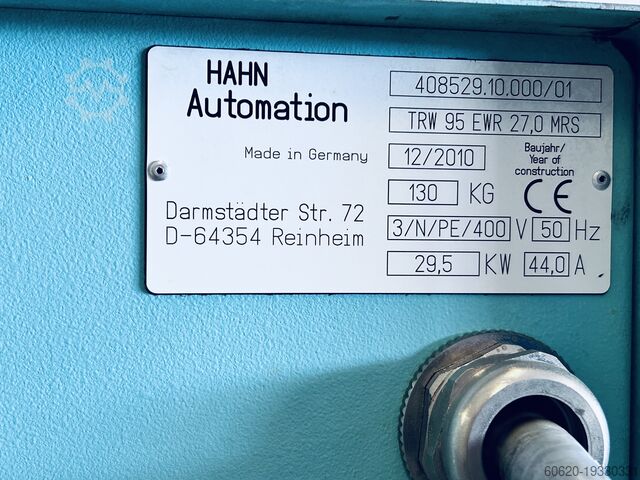 HAHN
Automation
Made in Germany
Darmstädter Str. 72
D-64354 Reinheim
408529.10.000/01
TRW 95 EWR 27,0 MRS
12/2010
Baujahr/
Year of
construction
130 KG
CE
3/N/PE/400 V 50 Hz
29,5 KW 44,0 A